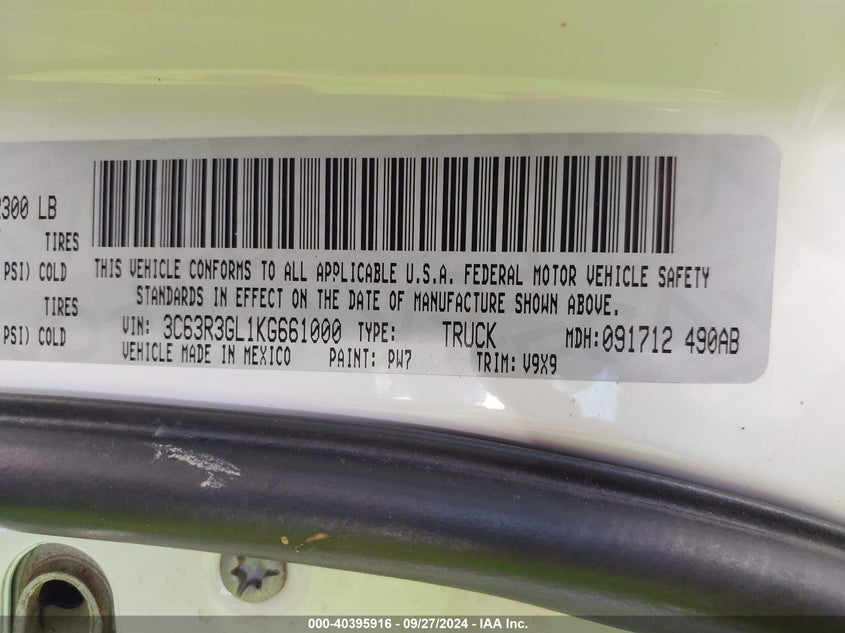 2300 LB
TIRES
PSI) COLD
THIS VEHICLE CONFORMS TO ALL APPLICABLE U.S.A. FEDERAL MOTOR VEHICLE SAFETY
TIRES
STANDARDS IN EFFECT ON THE DATE OF MANUFACTURE SHOWN ABOVE.
PSI) COLD
VIN: 3C63R3GL1KG661000 TYPE: TRUCK MDH:091712 490AB
VEHICLE MADE IN MEXICO PAINT: PW7 TRIM: V9X9
000-40395916 - 09/27/2024 - IAA Inc.